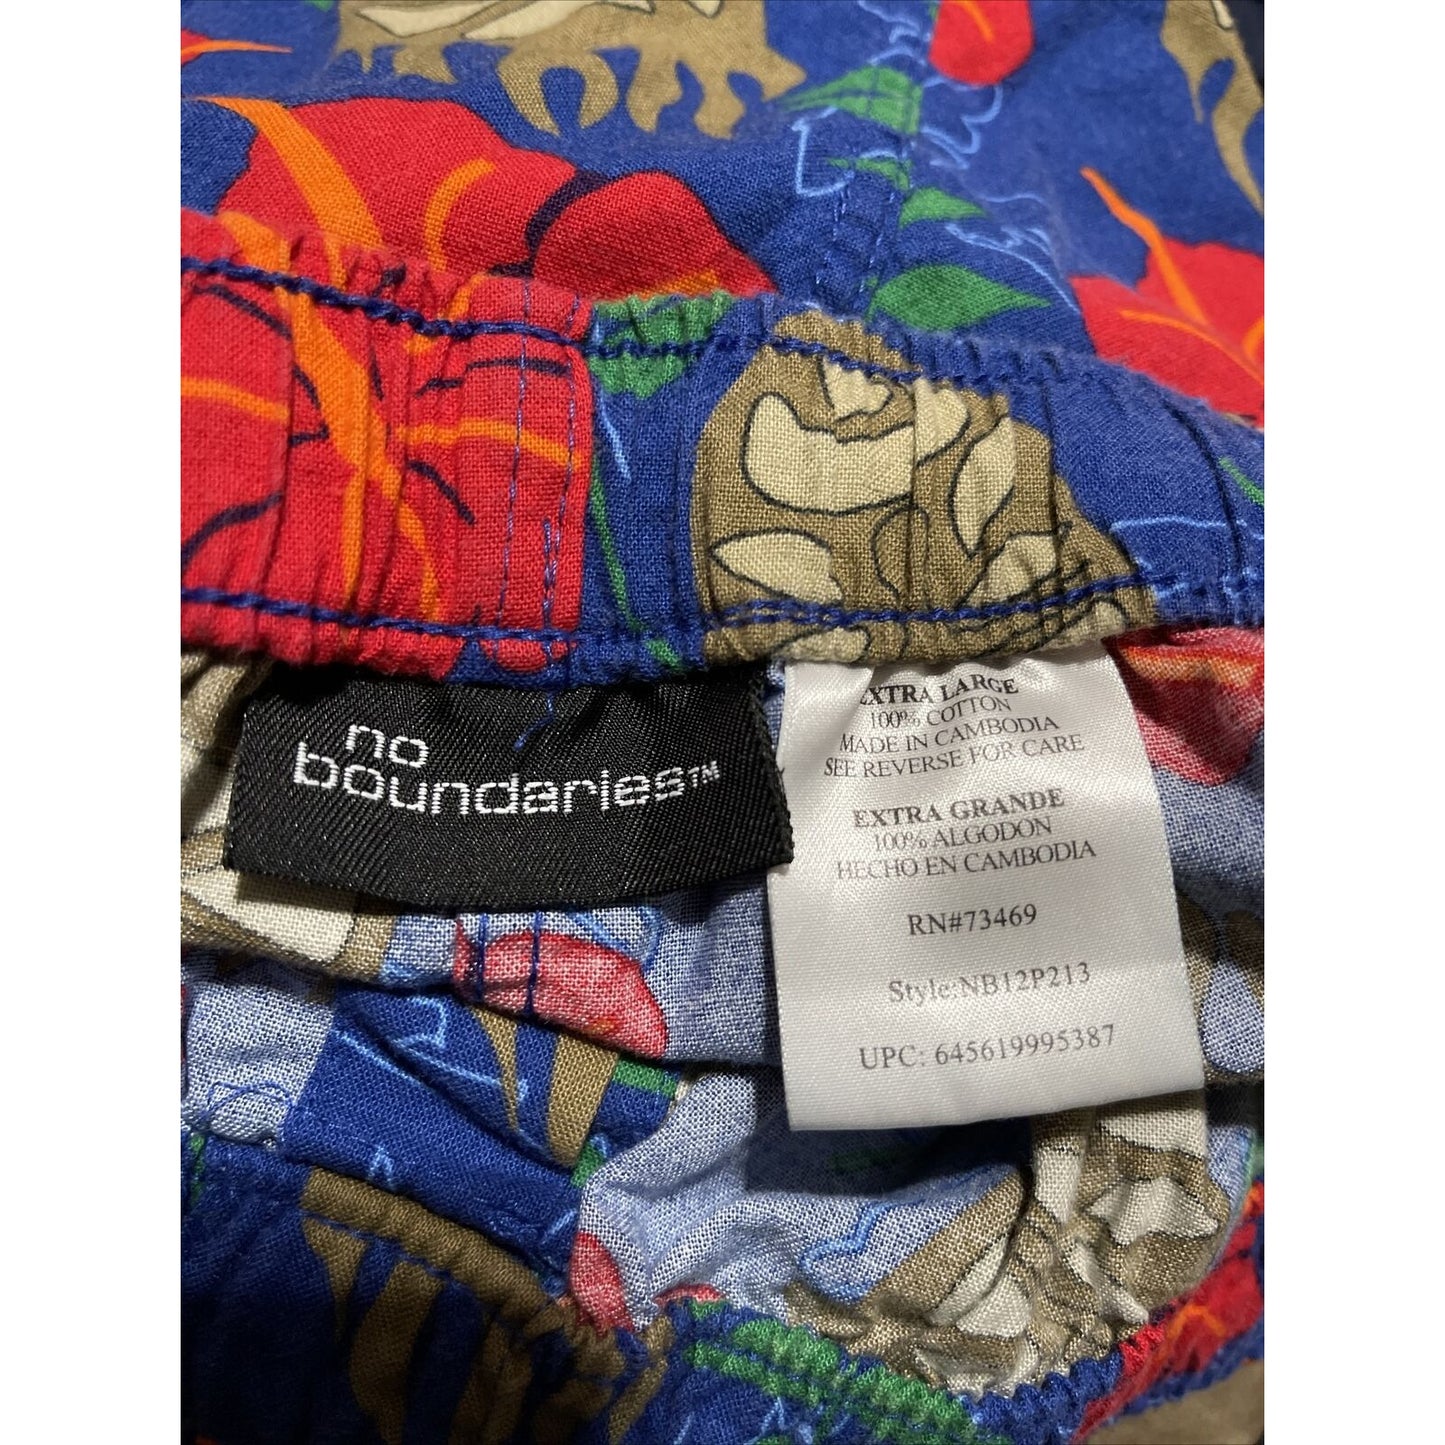 no
boundaries™
EXTRA LARGE
100% COTTON
MADE IN CAMBODIA
SEE REVERSE FOR CARE
EXTRA GRANDE
100% ALGODON
HECHO EN CAMBODIA
RN#73469
Style:NB12P213
UPC: 645619995387